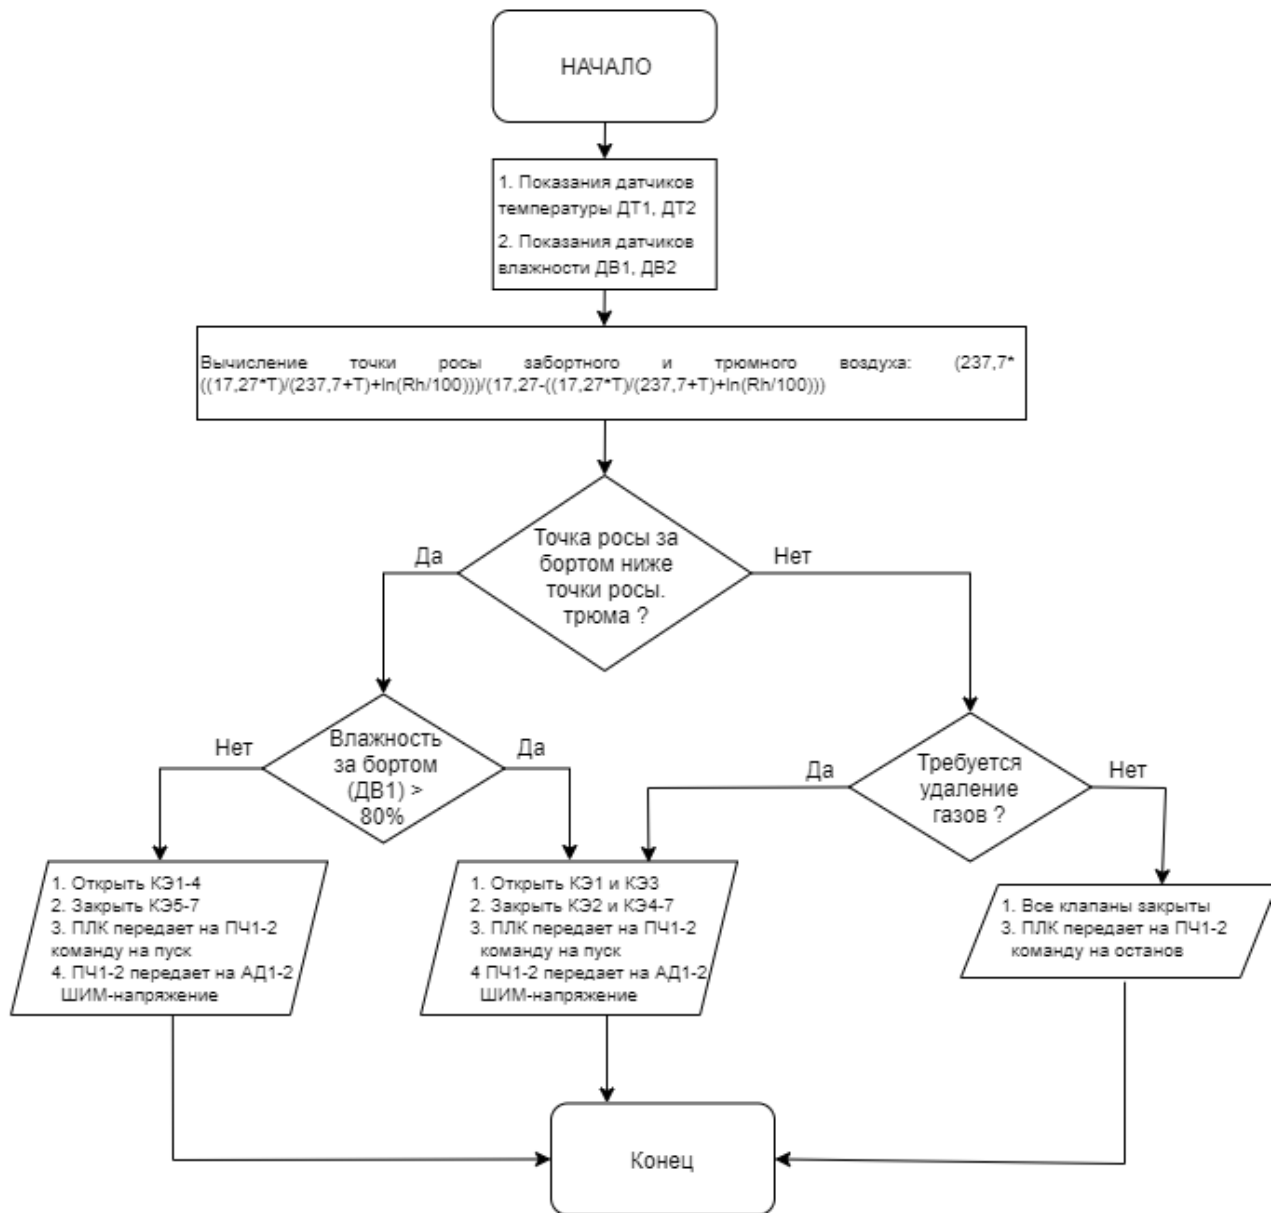 НАЧАЛО
1. Показания датчиков
температуры ДТ1, ДТ2
2. Показания датчиков
влажности ДВ1, ДВ2
Вычисление точки росы забортного и трюмного воздуха: (237,7*
((17,27*T)/(237,7+T)+ln(Rh/100)))/(17,27-((17,27*T)/(237,7+T)+ln(Rh/100)))
Точка росы за
бортом ниже
точки росы.
трюма ?
Да
Нет
Влажность
за бортом
(ДВ1) >
80%
Нет
Да
Требуется
удаление
газов ?
Да
Нет
1. Открыть КЭ1-4
2. Закрыть КЭ5-7
3. ПЛК передает на ПЧ1-2
команду на пуск
4. ПЧ1-2 передает на АД1-2
ШИМ-напряжение
1. Открыть КЭ1 и КЭ3
2. Закрыть КЭ2 и КЭ4-7
3. ПЛК передает на ПЧ1-2
команду на пуск
4 ПЧ1-2 передает на АД1-2
ШИМ-напряжение
1. Все клапаны закрыты
3. ПЛК передает на ПЧ1-2
команду на останов
Конец